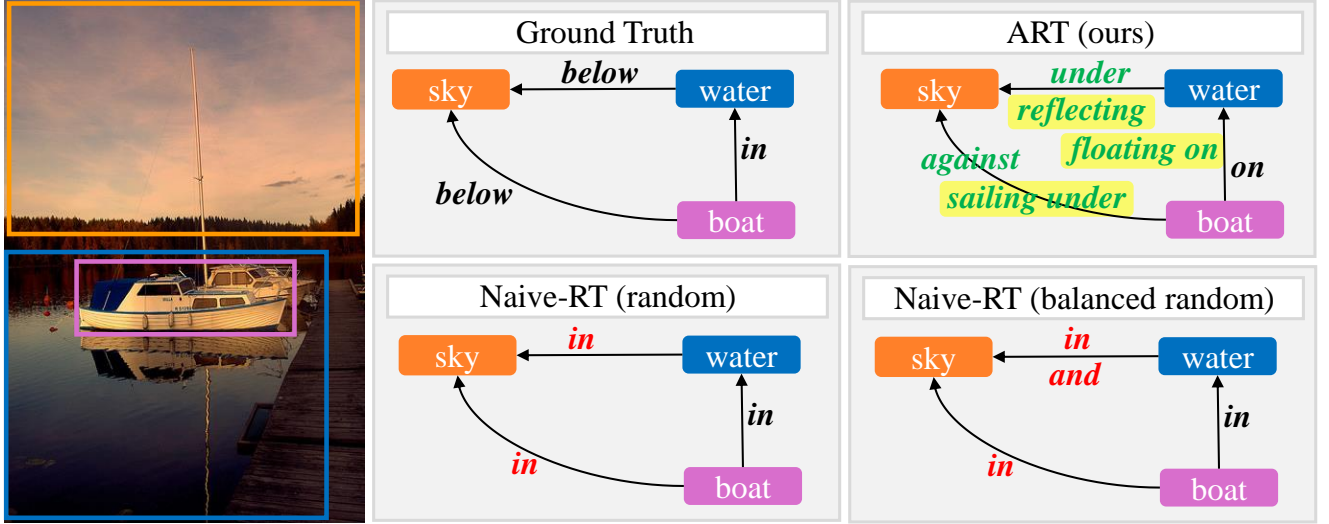 Ground Truth
sky
below
water
below
in
boat
ART (ours)
sky
under
water
reflecting
floating on
against
on
sailing under
boat
Naive-RT (random)
sky
in
water
in
in
boat
Naive-RT (balanced random)
sky
in
water
and
in
in
boat